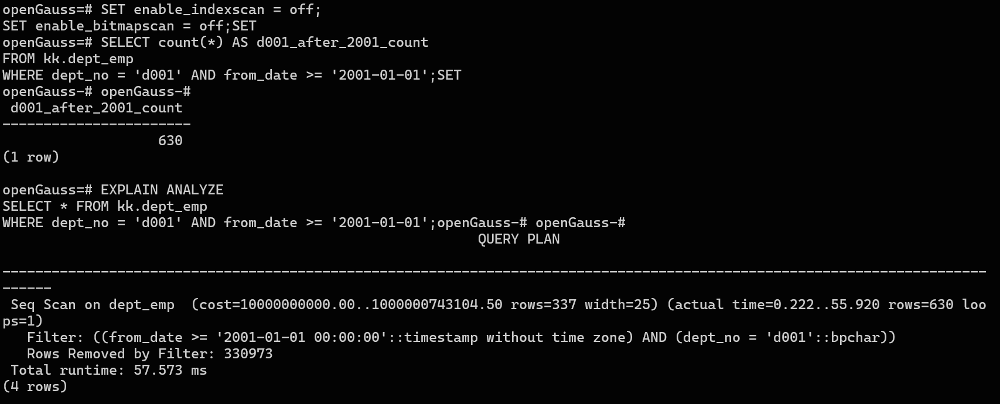 openGauss=# SET enable_indexscan = off;
SET enable_bitmapscan = off;SET
openGauss=# SELECT count(*) AS d001_after_2001_count
FROM kk.dept_emp
WHERE dept_no = 'd001' AND from_date >= '2001-01-01';SET
openGauss-# openGauss-#
 d001_after_2001_count
-----------------------
                   630
(1 row)

openGauss=# EXPLAIN ANALYZE
SELECT * FROM kk.dept_emp
WHERE dept_no = 'd001' AND from_date >= '2001-01-01';openGauss-# openGauss-#
                                                          QUERY PLAN

------------------------------------------------------------------------------------------------------------------------
------
 Seq Scan on dept_emp  (cost=10000000000.00..1000000743104.50 rows=337 width=25) (actual time=0.222..55.920 rows=630 loo
ps=1)
   Filter: ((from_date >= '2001-01-01 00:00:00'::timestamp without time zone) AND (dept_no = 'd001'::bpchar))
   Rows Removed by Filter: 330973
 Total runtime: 57.573 ms
(4 rows)